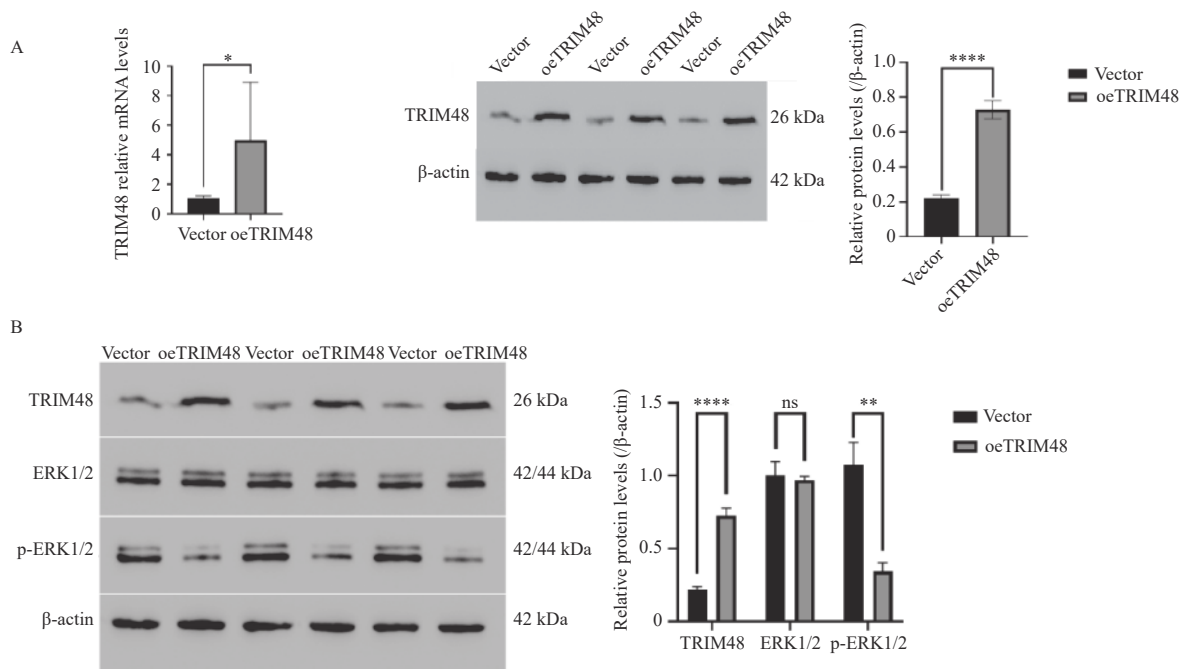 A
TRIM48 relative mRNA levels
10
8
6
4
2
0
*
Vector oeTRIM48
Vector oeTRIM48 Vector oeTRIM48 Vector oeTRIM48
TRIM48
26 kDa
β-actin
42 kDa
Relative protein levels (/β-actin)
1.0
0.8
0.6
0.4
0.2
0
****
Vector
oeTRIM48
Vector
oeTRIM48
B
Vector oeTRIM48 Vector oeTRIM48 Vector oeTRIM48
TRIM48
26 kDa
ERK1/2
42/44 kDa
p-ERK1/2
42/44 kDa
β-actin
42 kDa
Relative protein levels (/β-actin)
1.5
1.0
0.5
0
****
ns
**
TRIM48 ERK1/2 p-ERK1/2
Vector
oeTRIM48